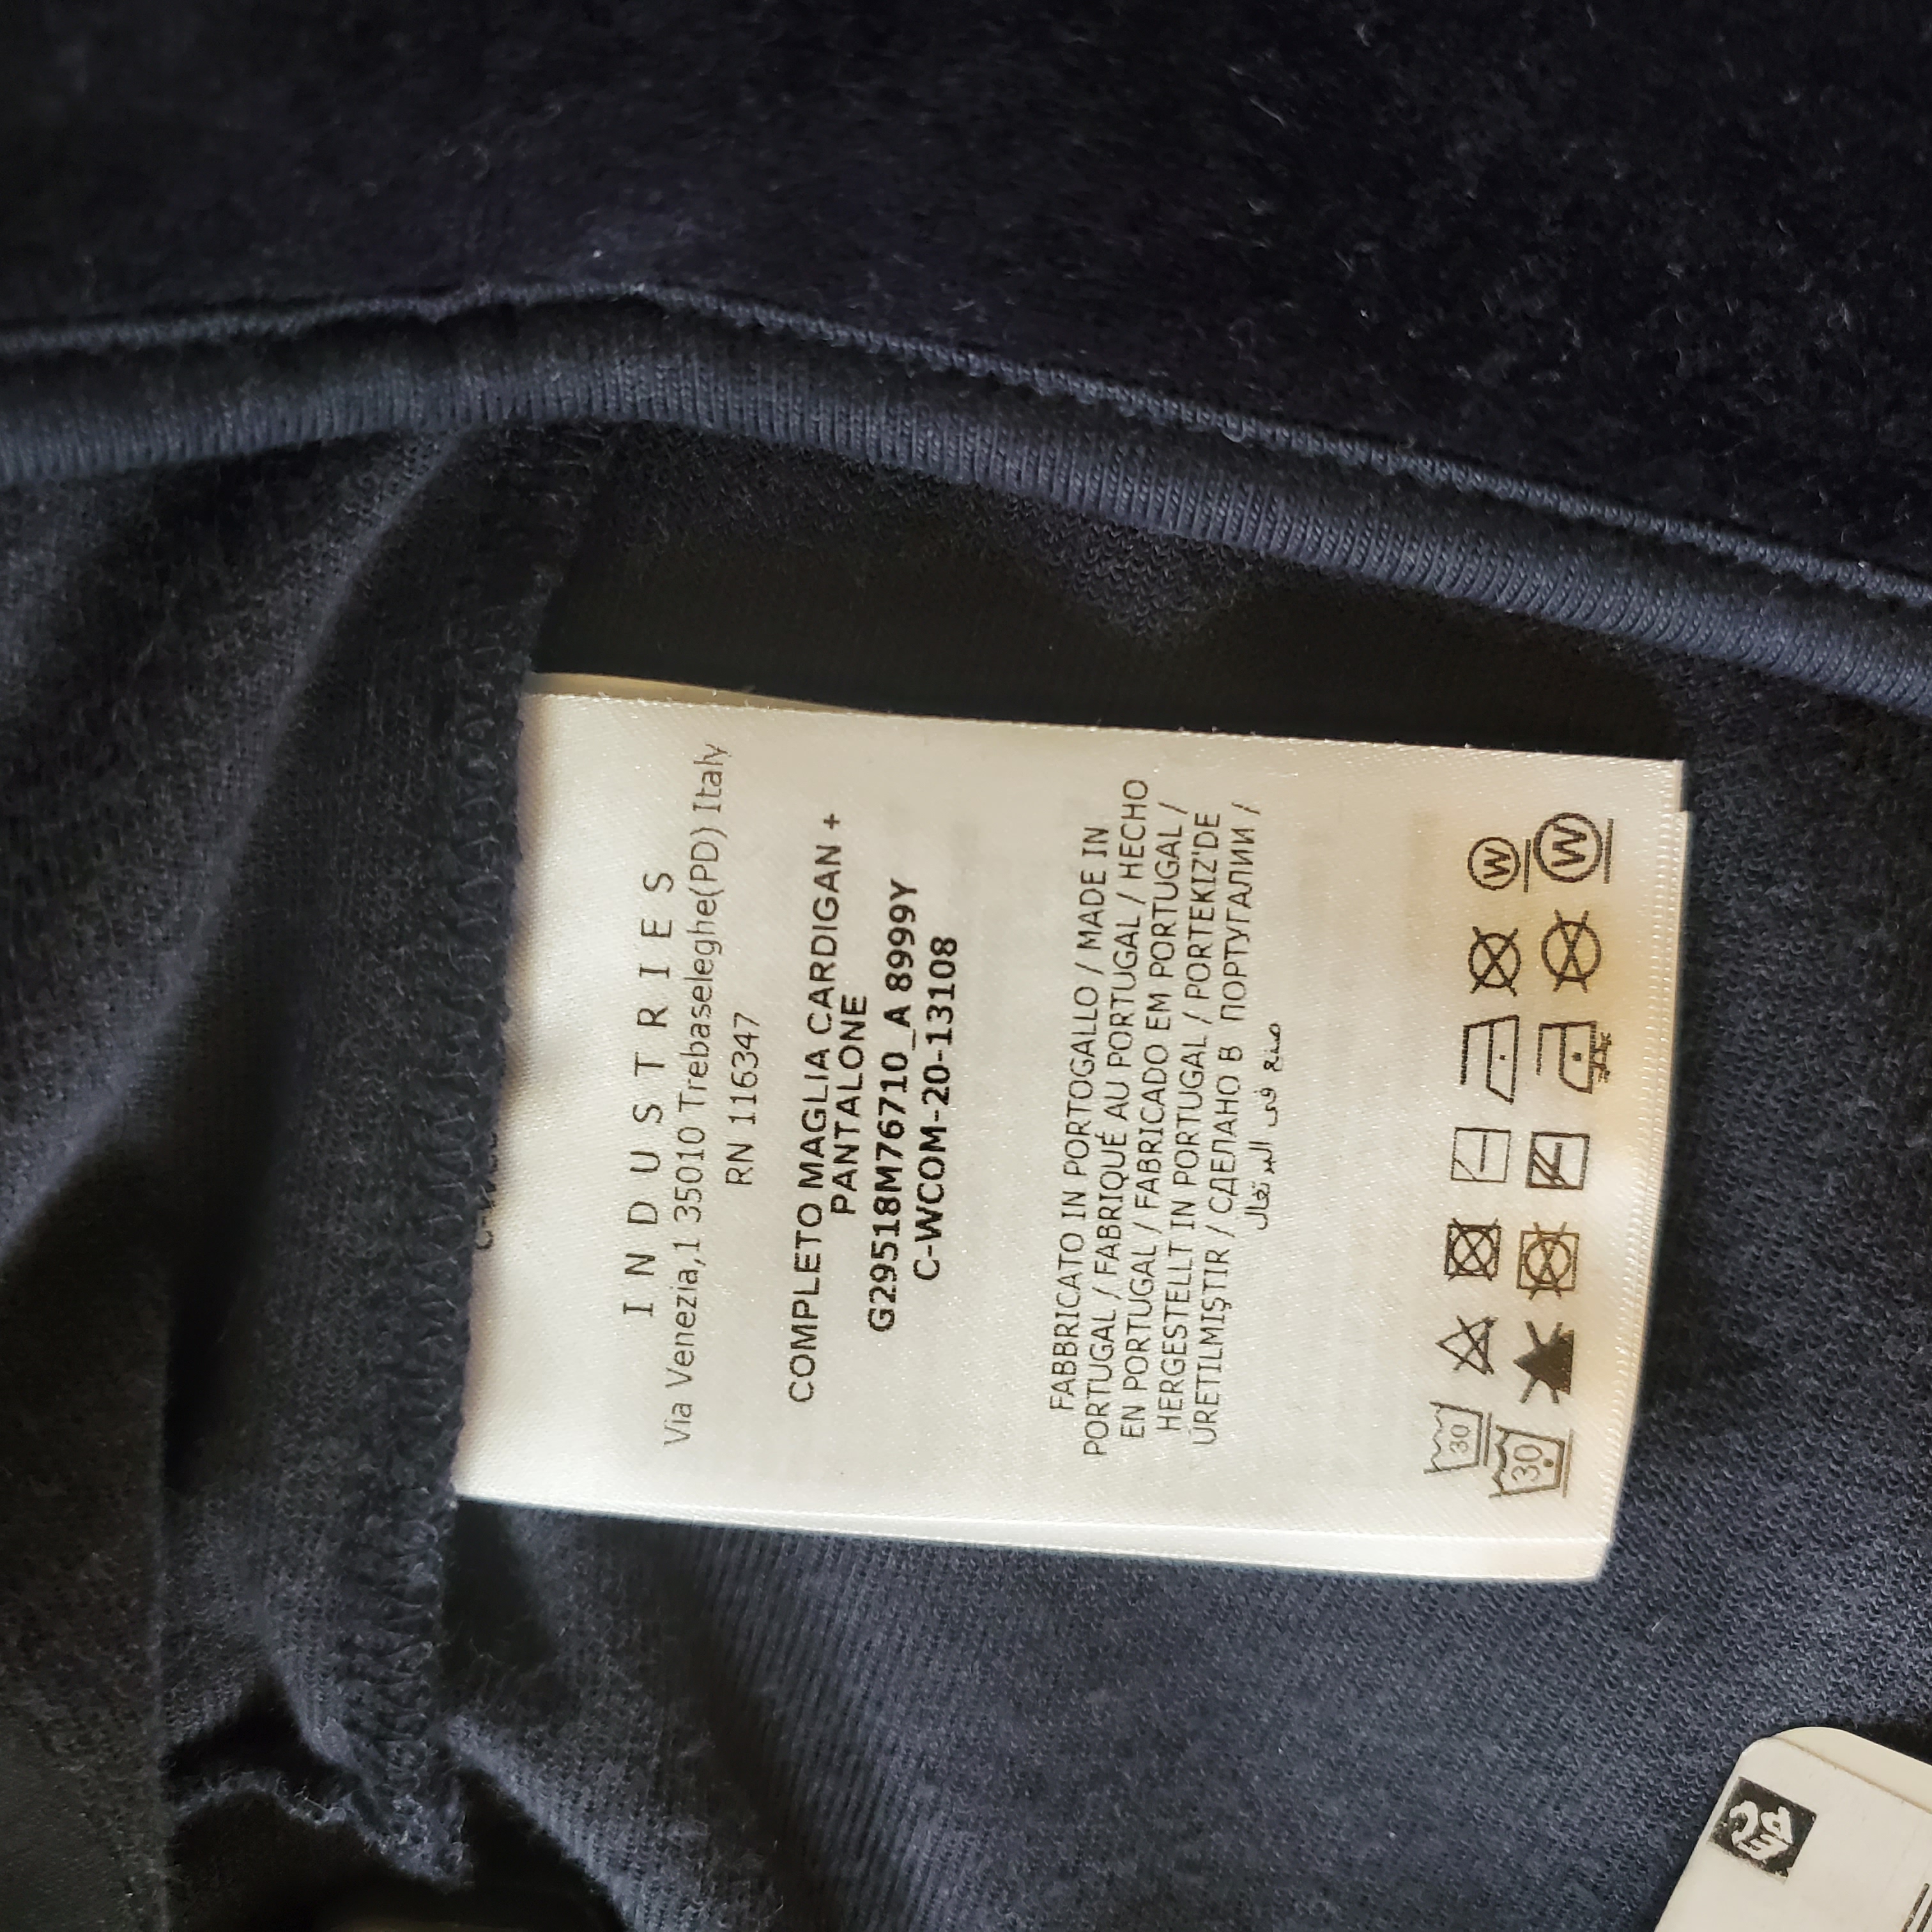 INDUSTRIES
Via Venezia,1 35010 Trebaseleghe(PD) Italy
RN 116347
COMPLETO MAGLIA CARDIGAN +
PANTALONE
G29518M76710_A 8999Y
C-WCOM-20-13108
FABBRICATO IN PORTOGALLO / MADE IN
PORTUGAL / FABRIQUÉ AU PORTUGAL / HECHO
EN PORTUGAL / FABRICADO EM PORTUGAL /
HERGESTELLT IN PORTUGAL / PORTEKIZ'DE
ÜRETILMIŞTIR / СДЕЛАНО В ПОРТУГАЛИИ /
صنع في البرتغال
30 W
30 W